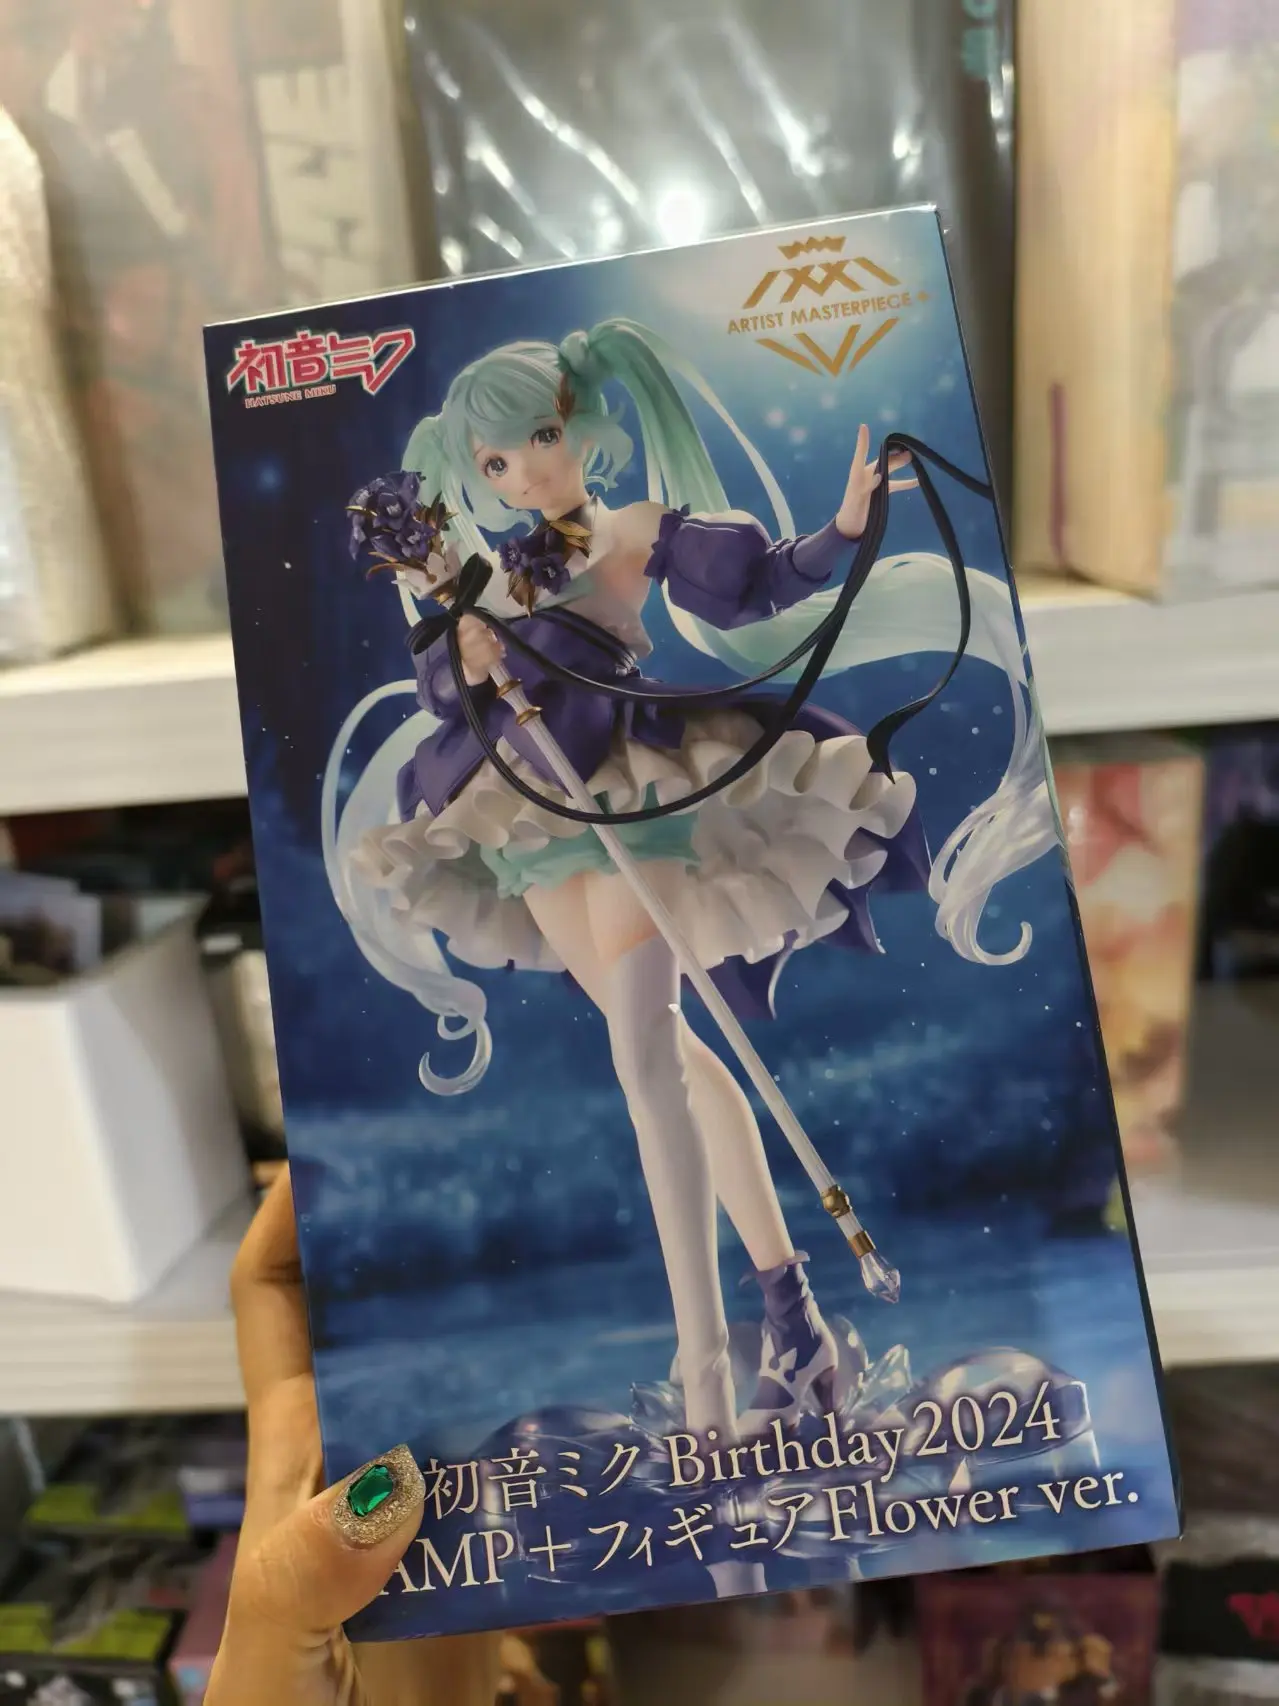 初音ミク
HATSUNE MIKU
ARTIST MASTERPIECE +
初音ミク Birthday 2024
AMP+フィギュア Flower ver.